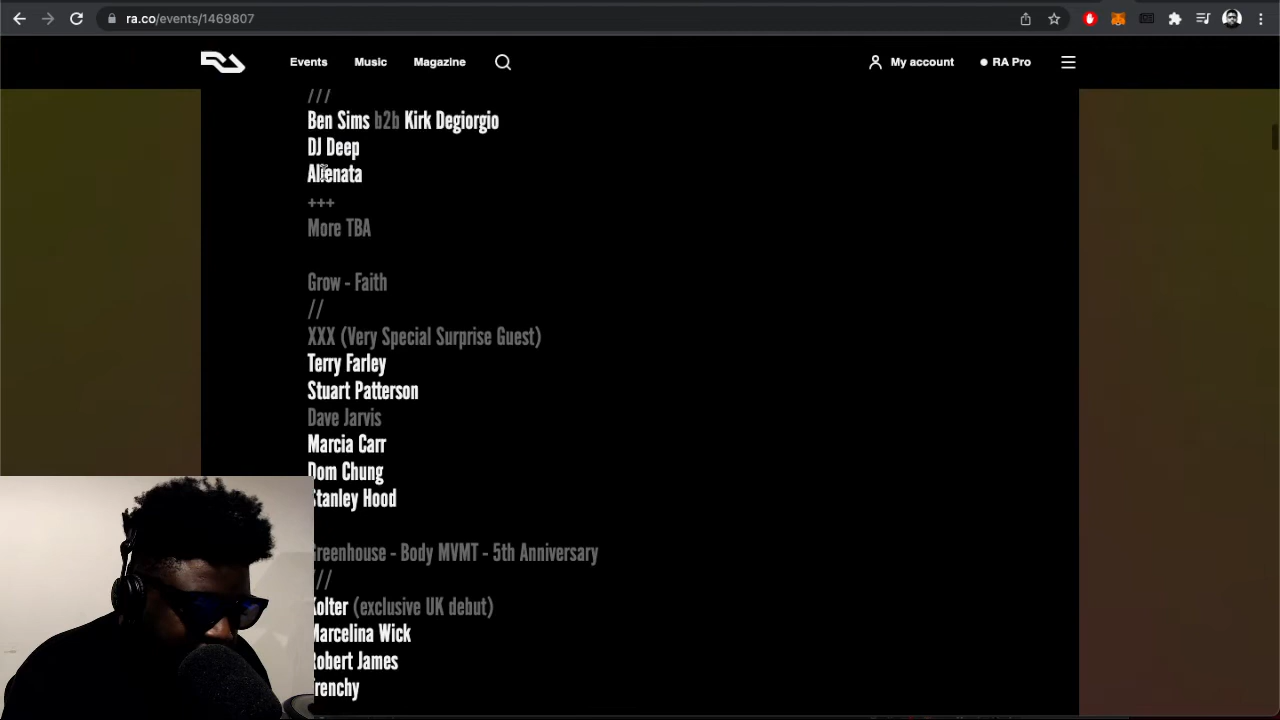 ra.co/events/1469807
Events Music Magazine My account RA Pro
///
Ben Sims b2b Kirk Degiorgio
DJ Deep
Alienata
+++
More TBA
Grow - Faith
//
XXX (Very Special Surprise Guest)
Terry Farley
Stuart Patterson
Dave Jarvis
Marcia Carr
Dom Chung
Stanley Hood
Greenhouse - Body MVMT - 5th Anniversary
///
Kolter (exclusive UK debut)
Marcelina Wick
Robert James
Frenchy